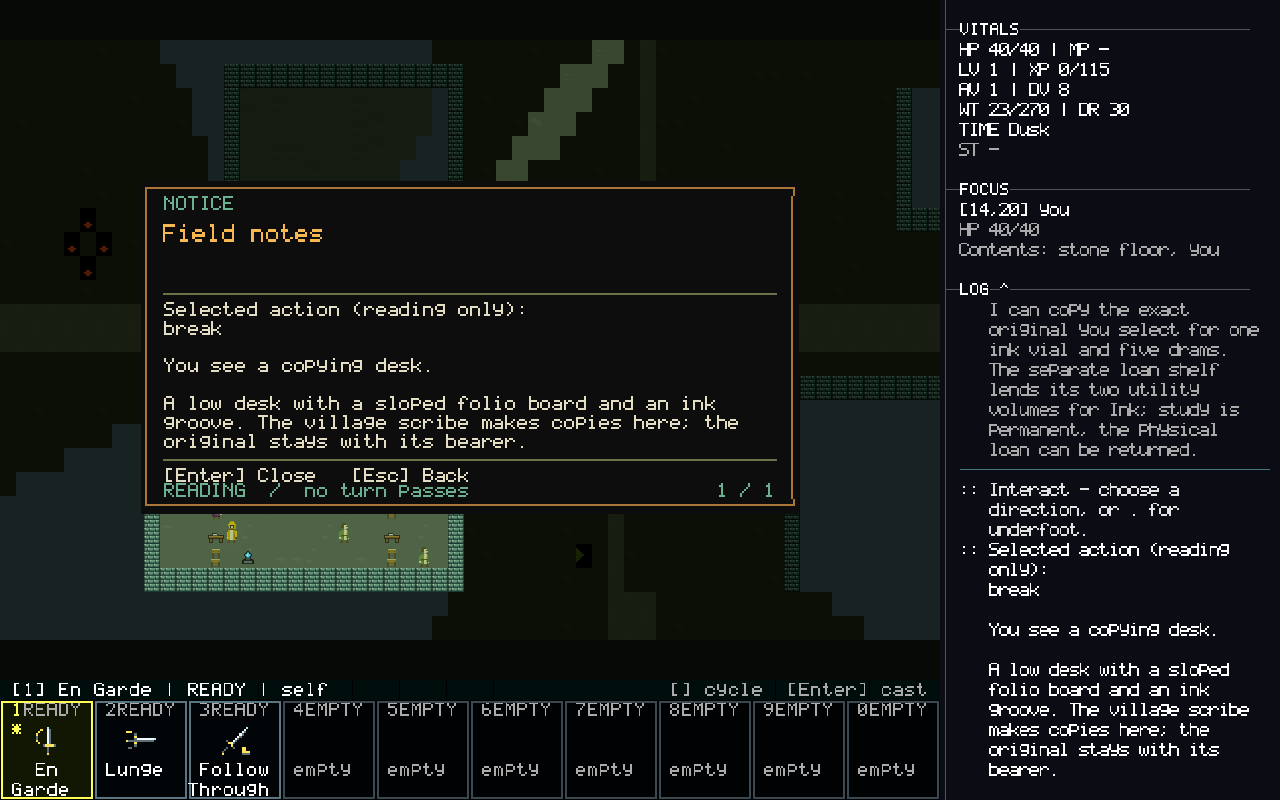 NOTICE
Field notes
Selected action (reading only):
break
You see a copying desk.
A low desk with a sloped folio board and an ink
groove. The village scribe makes copies here; the
original stays with its bearer.
[Enter] Close [Esc] Back
READING / no turn passes 1 / 1
VITALS
HP 40/40 | MP -
LV 1 | XP 0/115
AV 1 | DV 8
WT 23/270 | DR 30
TIME Dusk
ST -
FOCUS
[14,20] You
HP 40/40
Contents: stone floor, you
LOG ^
I can copy the exact
original you select for one
ink vial and five drams.
The separate loan shelf
lends its two utility
volumes for Ink; study is
permanent, the physical
loan can be returned.
:: Interact - choose a
direction, or . for
underfoot.
:: Selected action (reading
only):
break
You see a copying desk.
A low desk with a sloped
folio board and an ink
groove. The village scribe
makes copies here; the
original stays with its
bearer.
[1] En Garde | READY | self [] cycle [Enter] cast
1READY 2READY 3READY 4EMPTY 5EMPTY 6EMPTY 7EMPTY 8EMPTY 9EMPTY 0EMPTY
*
En Garde Lunge Follow Through empty empty empty empty empty empty empty